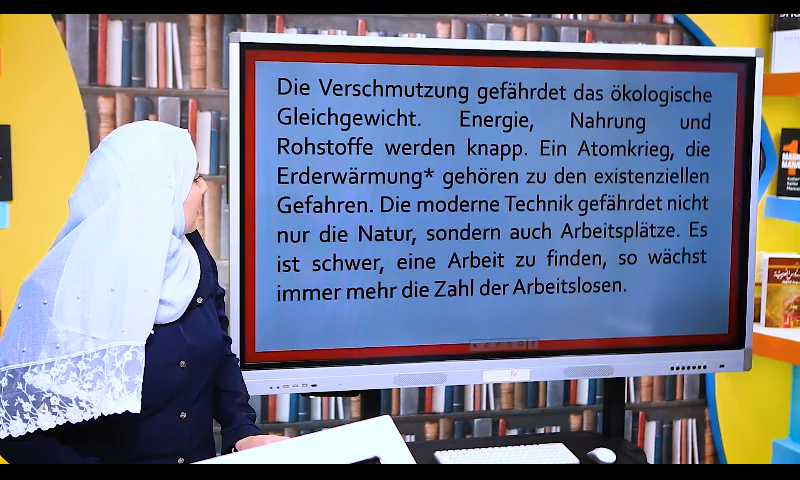 Die Verschmutzung gefährdet das ökologische
Gleichgewicht. Energie, Nahrung und
Rohstoffe werden knapp. Ein Atomkrieg, die
Erderwärmung* gehören zu den existenziellen
Gefahren. Die moderne Technik gefährdet nicht
nur die Natur, sondern auch Arbeitsplätze. Es
ist schwer, eine Arbeit zu finden, so wächst
immer mehr die Zahl der Arbeitslosen.